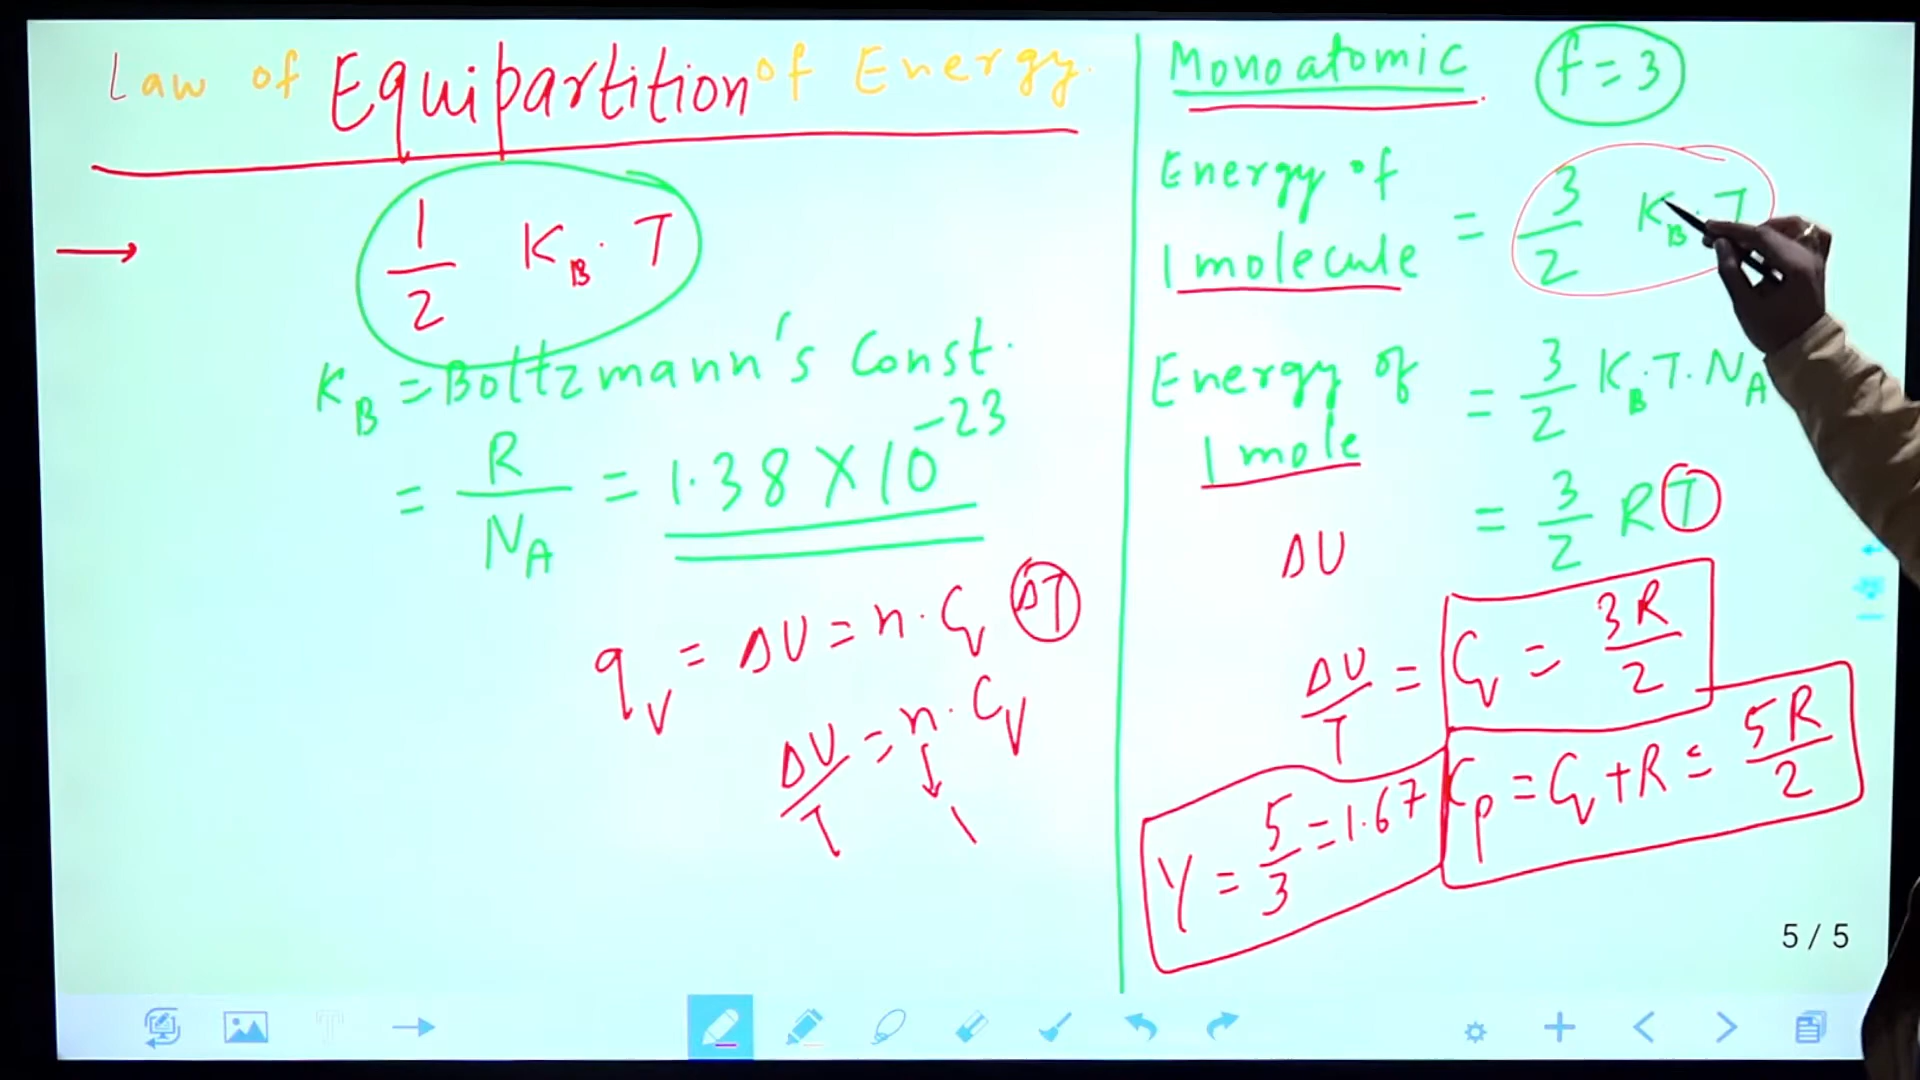 Law of Equipartition of Energy.
→ 1/2 K_B · T
K_B = Boltzmann's Const.
= R/N_A = 1.38 × 10^-23
q_v = ΔU = n · C_v ΔT
ΔU/T = n · C_v
↓
1
Monoatomic f = 3
Energy of 1 molecule = 3/2 K_B · T
Energy of 1 mole = 3/2 K_B · T · N_A
= 3/2 R T
ΔU
ΔU/T = C_v = 3R/2
C_p = C_v + R = 5R/2
γ = 5/3 = 1.67
5 / 5